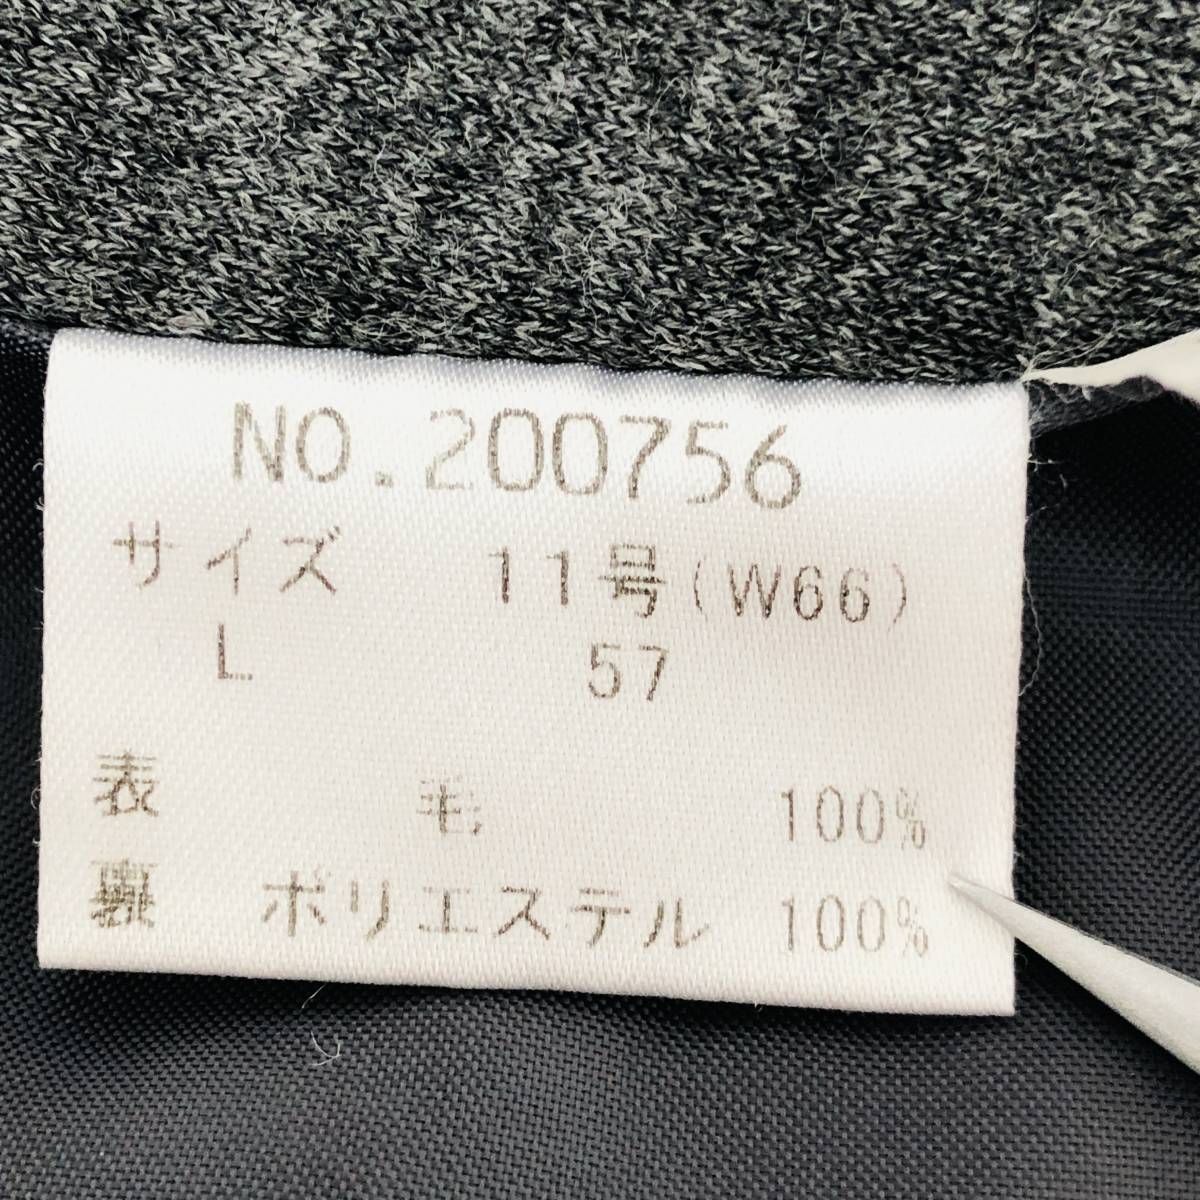 NO.200756
サイズ 11号(W66)
L 57
表 毛 100%
裏 ポリエステル 100%